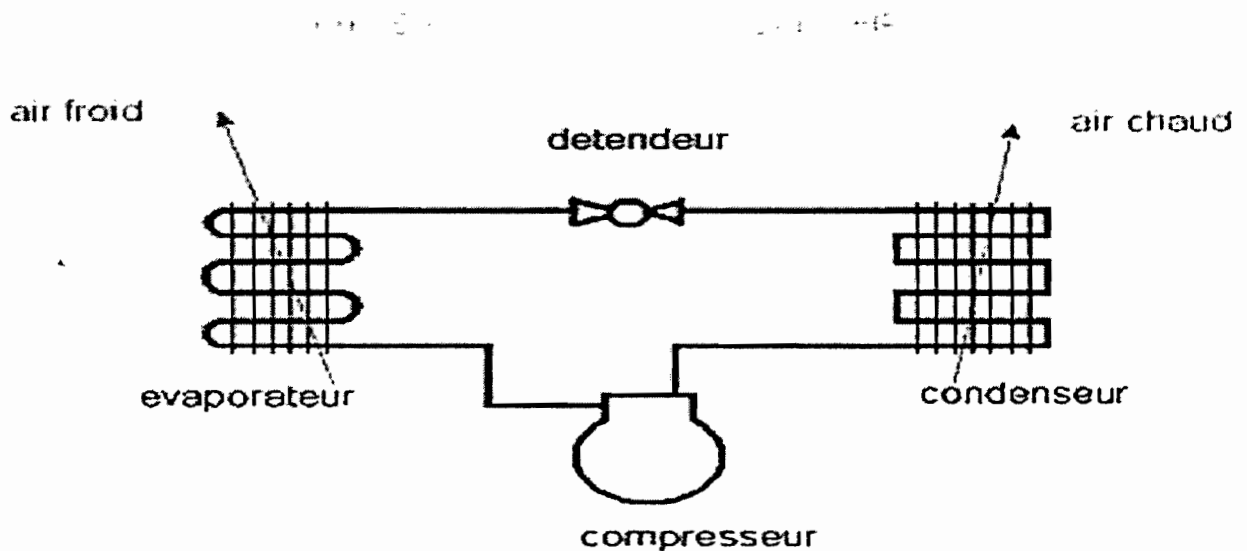 air froid
detendeur
air chaud
evaporateur
condenseur
compresseur